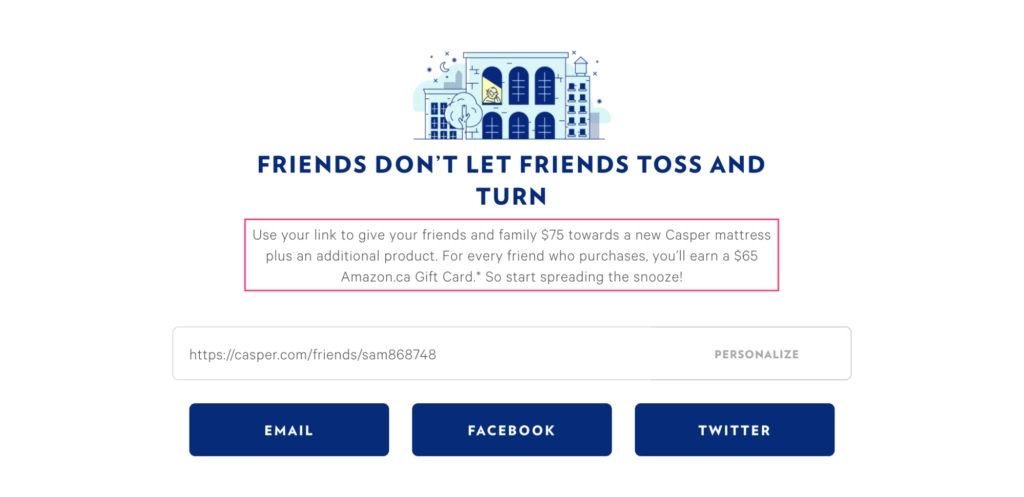 FRIENDS DON’T LET FRIENDS TOSS AND
TURN
Use your link to give your friends and family $75 towards a new Casper mattress
plus an additional product. For every friend who purchases, you’ll earn a $65
Amazon.ca Gift Card.* So start spreading the snooze!
https://casper.com/friends/sam868748
PERSONALIZE
EMAIL
FACEBOOK
TWITTER